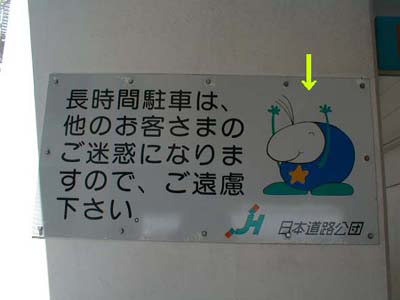 長時間駐車は、
他のお客さまの
ご迷惑になりま
すので、ご遠慮
下さい。
JH 日本道路公団